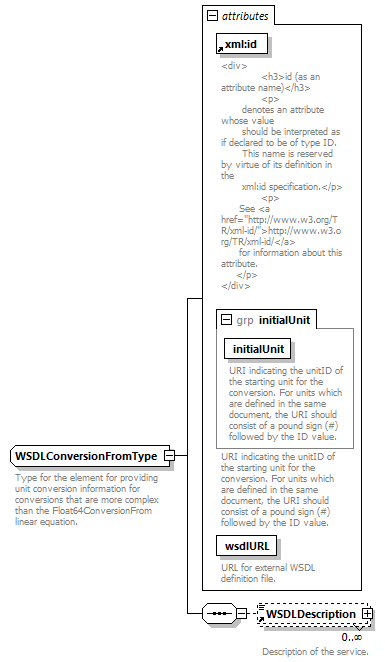 attributes
xml:id
<div>
<h3>id (as an
attribute name)</h3>
<p>
denotes an attribute
whose value
should be interpreted as
if declared to be of type ID.
This name is reserved
by virtue of its definition in
the
xml:id specification.</p>
<p>
See <a
href="http://www.w3.org/T
R/xml-id/">http://www.w3.o
rg/TR/xml-id/</a>
for information about this
attribute.
</p>
</div>
grp initialUnit
initialUnit
URI indicating the unitID of
the starting unit for the
conversion. For units which
are defined in the same
document, the URI should
consist of a pound sign (#)
followed by the ID value.
WSDLConversionFromType
Type for the element for providing
unit conversion information for
conversions that are more complex
than the Float64ConversionFrom
linear equation.
URI indicating the unitID of
the starting unit for the
conversion. For units which
are defined in the same
document, the URI should
consist of a pound sign (#)
followed by the ID value.
wsdlURL
URL for external WSDL
definition file.
WSDLDescription
0..∞
Description of the service.